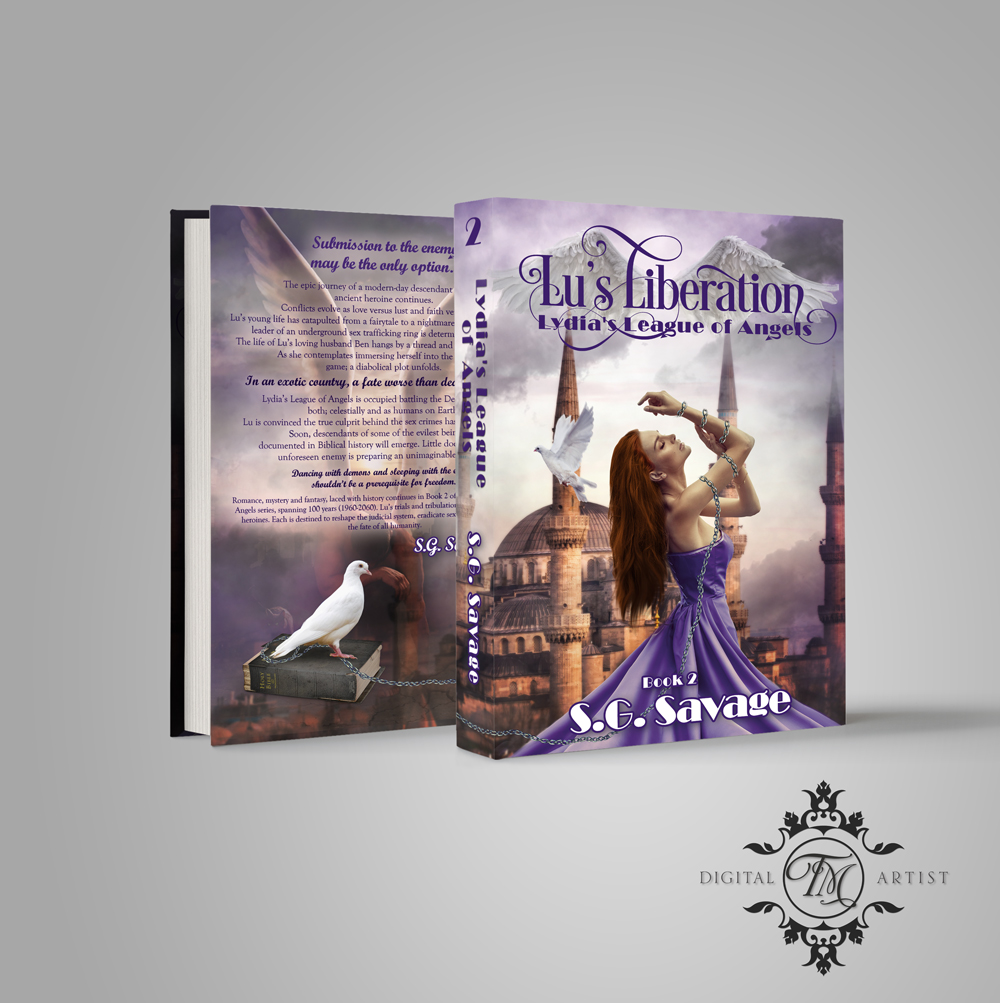 Submission to the enemy
may be the only option.
The epic journey of a modern-day descendant
ancient heroine continues.
Conflicts evolve as love versus lust and faith ve
Lu's young life has catapulted from a fairytale to a nightmare
leader of an underground sex trafficking ring is determ
The life of Lu's loving husband Ben hangs by a thread and
As she contemplates immersing herself into the
game; a diabolical plot unfolds.
In an exotic country, a fate worse than dea
Lydia's League of Angels is occupied battling the De
both; celestially and as humans on Earth
Lu is convinced the true culprit behind the sex crimes has
Soon, descendants of some of the evilest bein
documented in Biblical history will emerge. Little doe
unforeseen enemy is preparing an unimaginable
Dancing with demons and sleeping with the
shouldn't be a prerequisite for freedom.
Romance, mystery and fantasy, laced with history continues in Book 2 of
Angels series, spanning 100 years (1960-2060). Lu's trials and tribulation
heroines. Each is destined to reshape the judicial system, eradicate sex
the fate of all humanity.
S.G. Sa
HOLY
BIBLE
2
Lydia's League
of Angels
S.G. Savage
Lu's Liberation
Lydia's League of Angels
Book 2
S.G. Savage
DIGITAL TM ARTIST